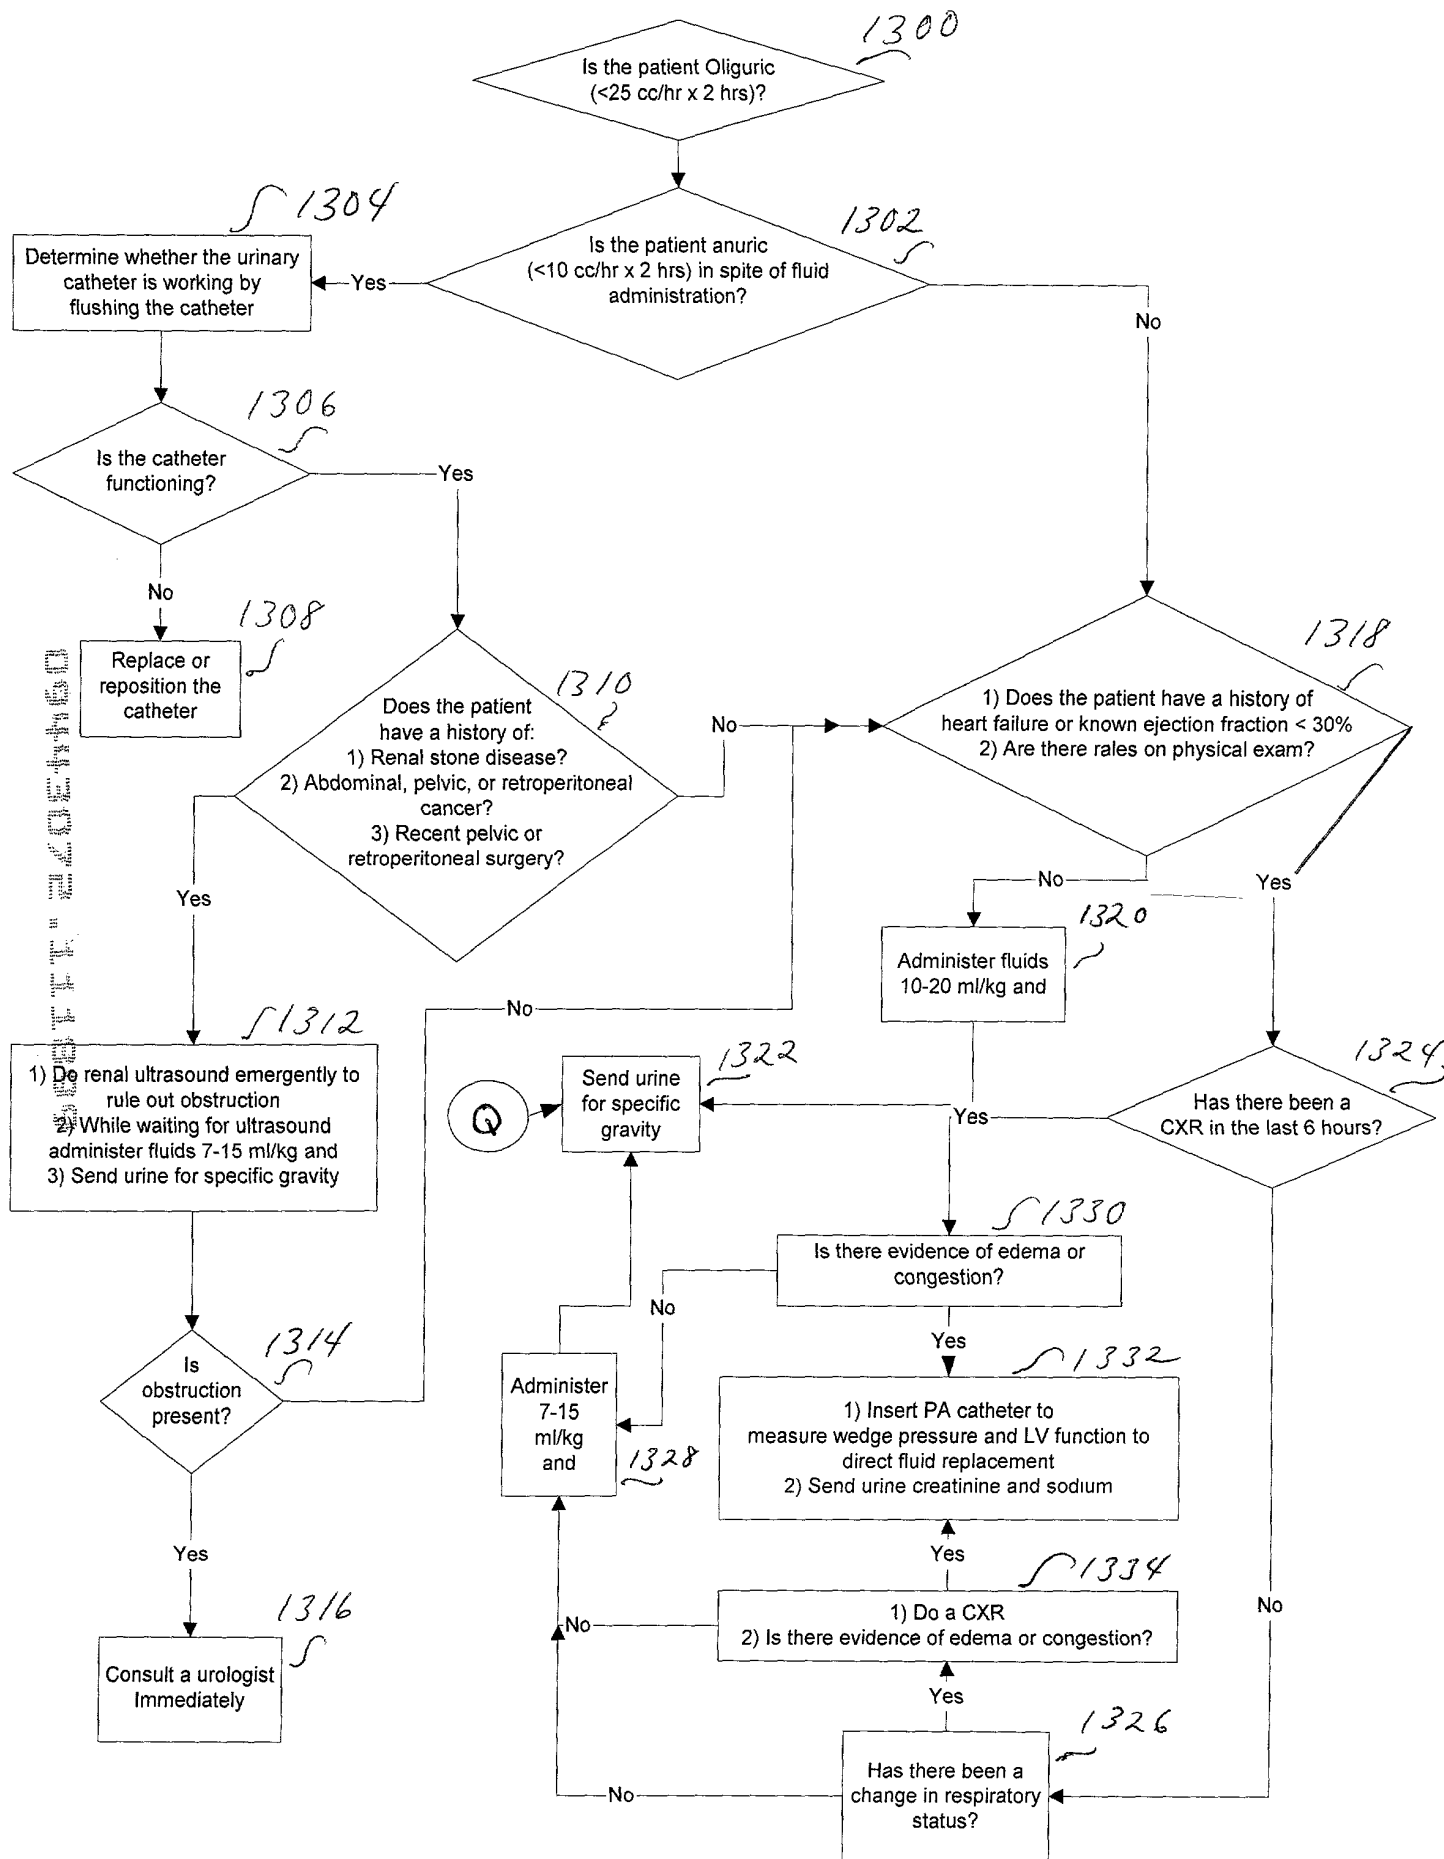 1300
Is the patient Oliguric
(<25 cc/hr x 2 hrs)?
1302
Is the patient anuric
(<10 cc/hr x 2 hrs) in spite of fluid
administration?
Yes
No
1304
Determine whether the urinary
catheter is working by
flushing the catheter
1306
Is the catheter
functioning?
Yes
No
1308
Replace or
reposition the
catheter
1310
Does the patient
have a history of:
1) Renal stone disease?
2) Abdominal, pelvic, or retroperitoneal
cancer?
3) Recent pelvic or
retroperitoneal surgery?
No
Yes
1312
1) Do renal ultrasound emergently to
rule out obstruction
2) While waiting for ultrasound
administer fluids 7-15 ml/kg and
3) Send urine for specific gravity
1314
Is
obstruction
present?
No
Yes
1316
Consult a urologist
Immediately
1318
1) Does the patient have a history of
heart failure or known ejection fraction < 30%
2) Are there rales on physical exam?
No
Yes
1320
Administer fluids
10-20 ml/kg and
1322
Send urine
for specific
gravity
Q
1324
Has there been a
CXR in the last 6 hours?
Yes
No
1330
Is there evidence of edema or
congestion?
No
Yes
1328
Administer
7-15
ml/kg
and
1332
1) Insert PA catheter to
measure wedge pressure and LV function to
direct fluid replacement
2) Send urine creatinine and sodium
Yes
1334
1) Do a CXR
2) Is there evidence of edema or congestion?
No
Yes
1326
Has there been a
change in respiratory
status?
No
09443072.111899